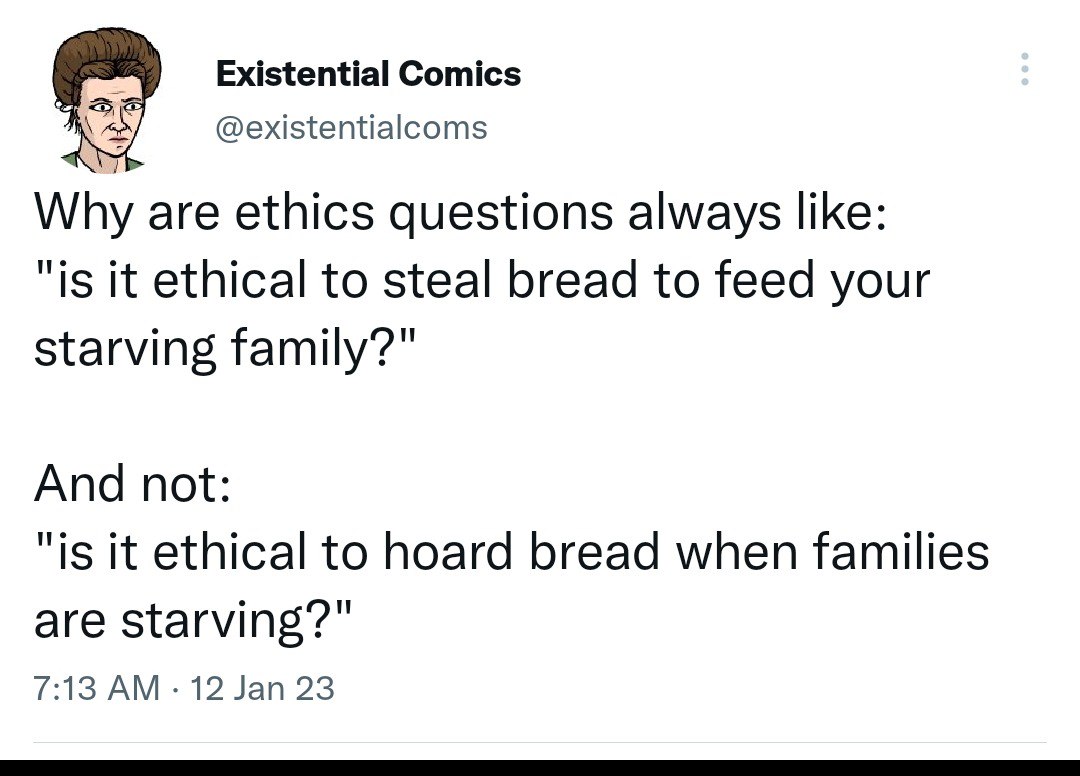 Existential Comics
@existentialcoms
Why are ethics questions always like:
"is it ethical to steal bread to feed your
starving family?"
And not:
"is it ethical to hoard bread when families
are starving?"
7:13 AM · 12 Jan 23